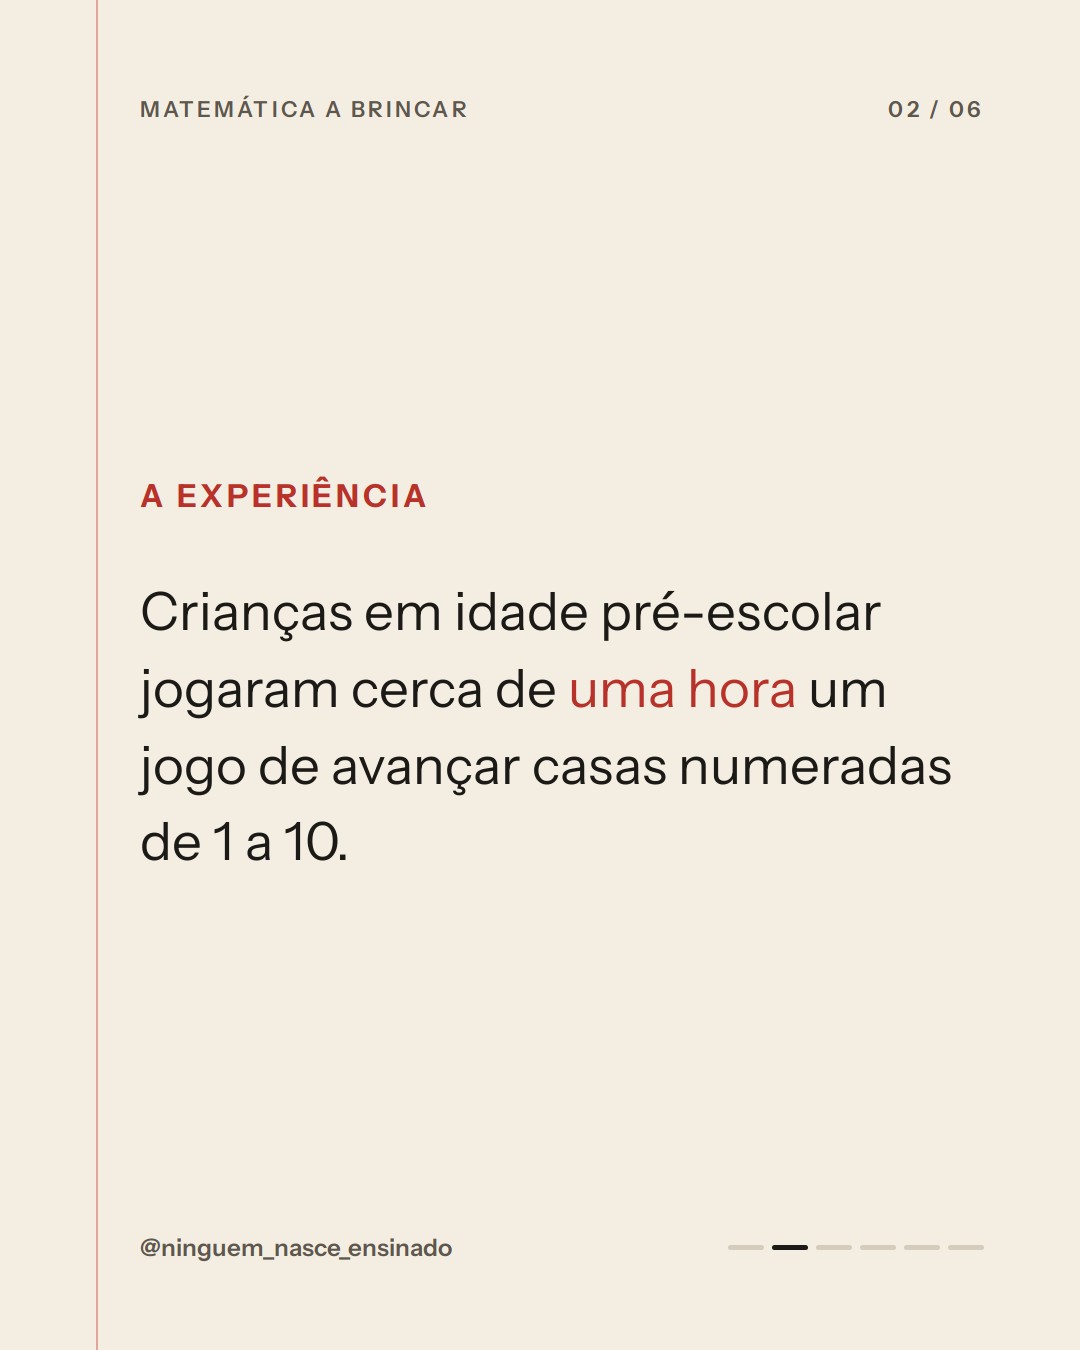 MATEMÁTICA A BRINCAR
02 / 06
A EXPERIÊNCIA
Crianças em idade pré-escolar
jogaram cerca de uma hora um
jogo de avançar casas numeradas
de 1 a 10.
@ninguem_nasce_ensinado